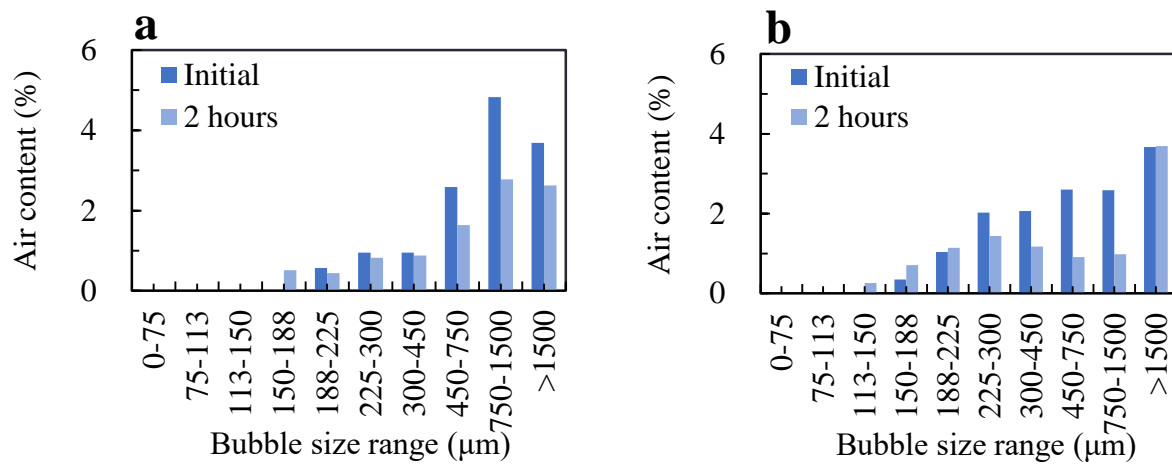 a
6
4
2
0
Air content (%)
Initial
2 hours
0-75
75-113
113-150
150-188
188-225
225-300
300-450
450-750
750-1500
>1500
Bubble size range (μm)
b
6
4
2
0
Air content (%)
Initial
2 hours
0-75
75-113
113-150
150-188
188-225
225-300
300-450
450-750
750-1500
>1500
Bubble size range (μm)